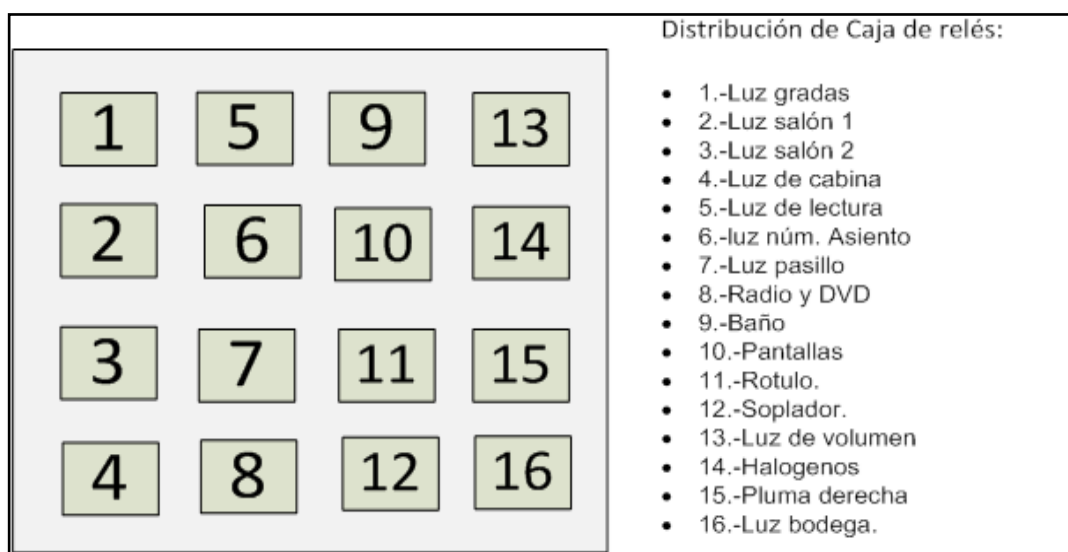 Distribución de Caja de relés:
1 5 9 13
2 6 10 14
3 7 11 15
4 8 12 16
• 1.-Luz gradas
• 2.-Luz salón 1
• 3.-Luz salón 2
• 4.-Luz de cabina
• 5.-Luz de lectura
• 6.-luz núm. Asiento
• 7.-Luz pasillo
• 8.-Radio y DVD
• 9.-Baño
• 10.-Pantallas
• 11.-Rotulo.
• 12.-Soplador.
• 13.-Luz de volumen
• 14.-Halogenos
• 15.-Pluma derecha
• 16.-Luz bodega.